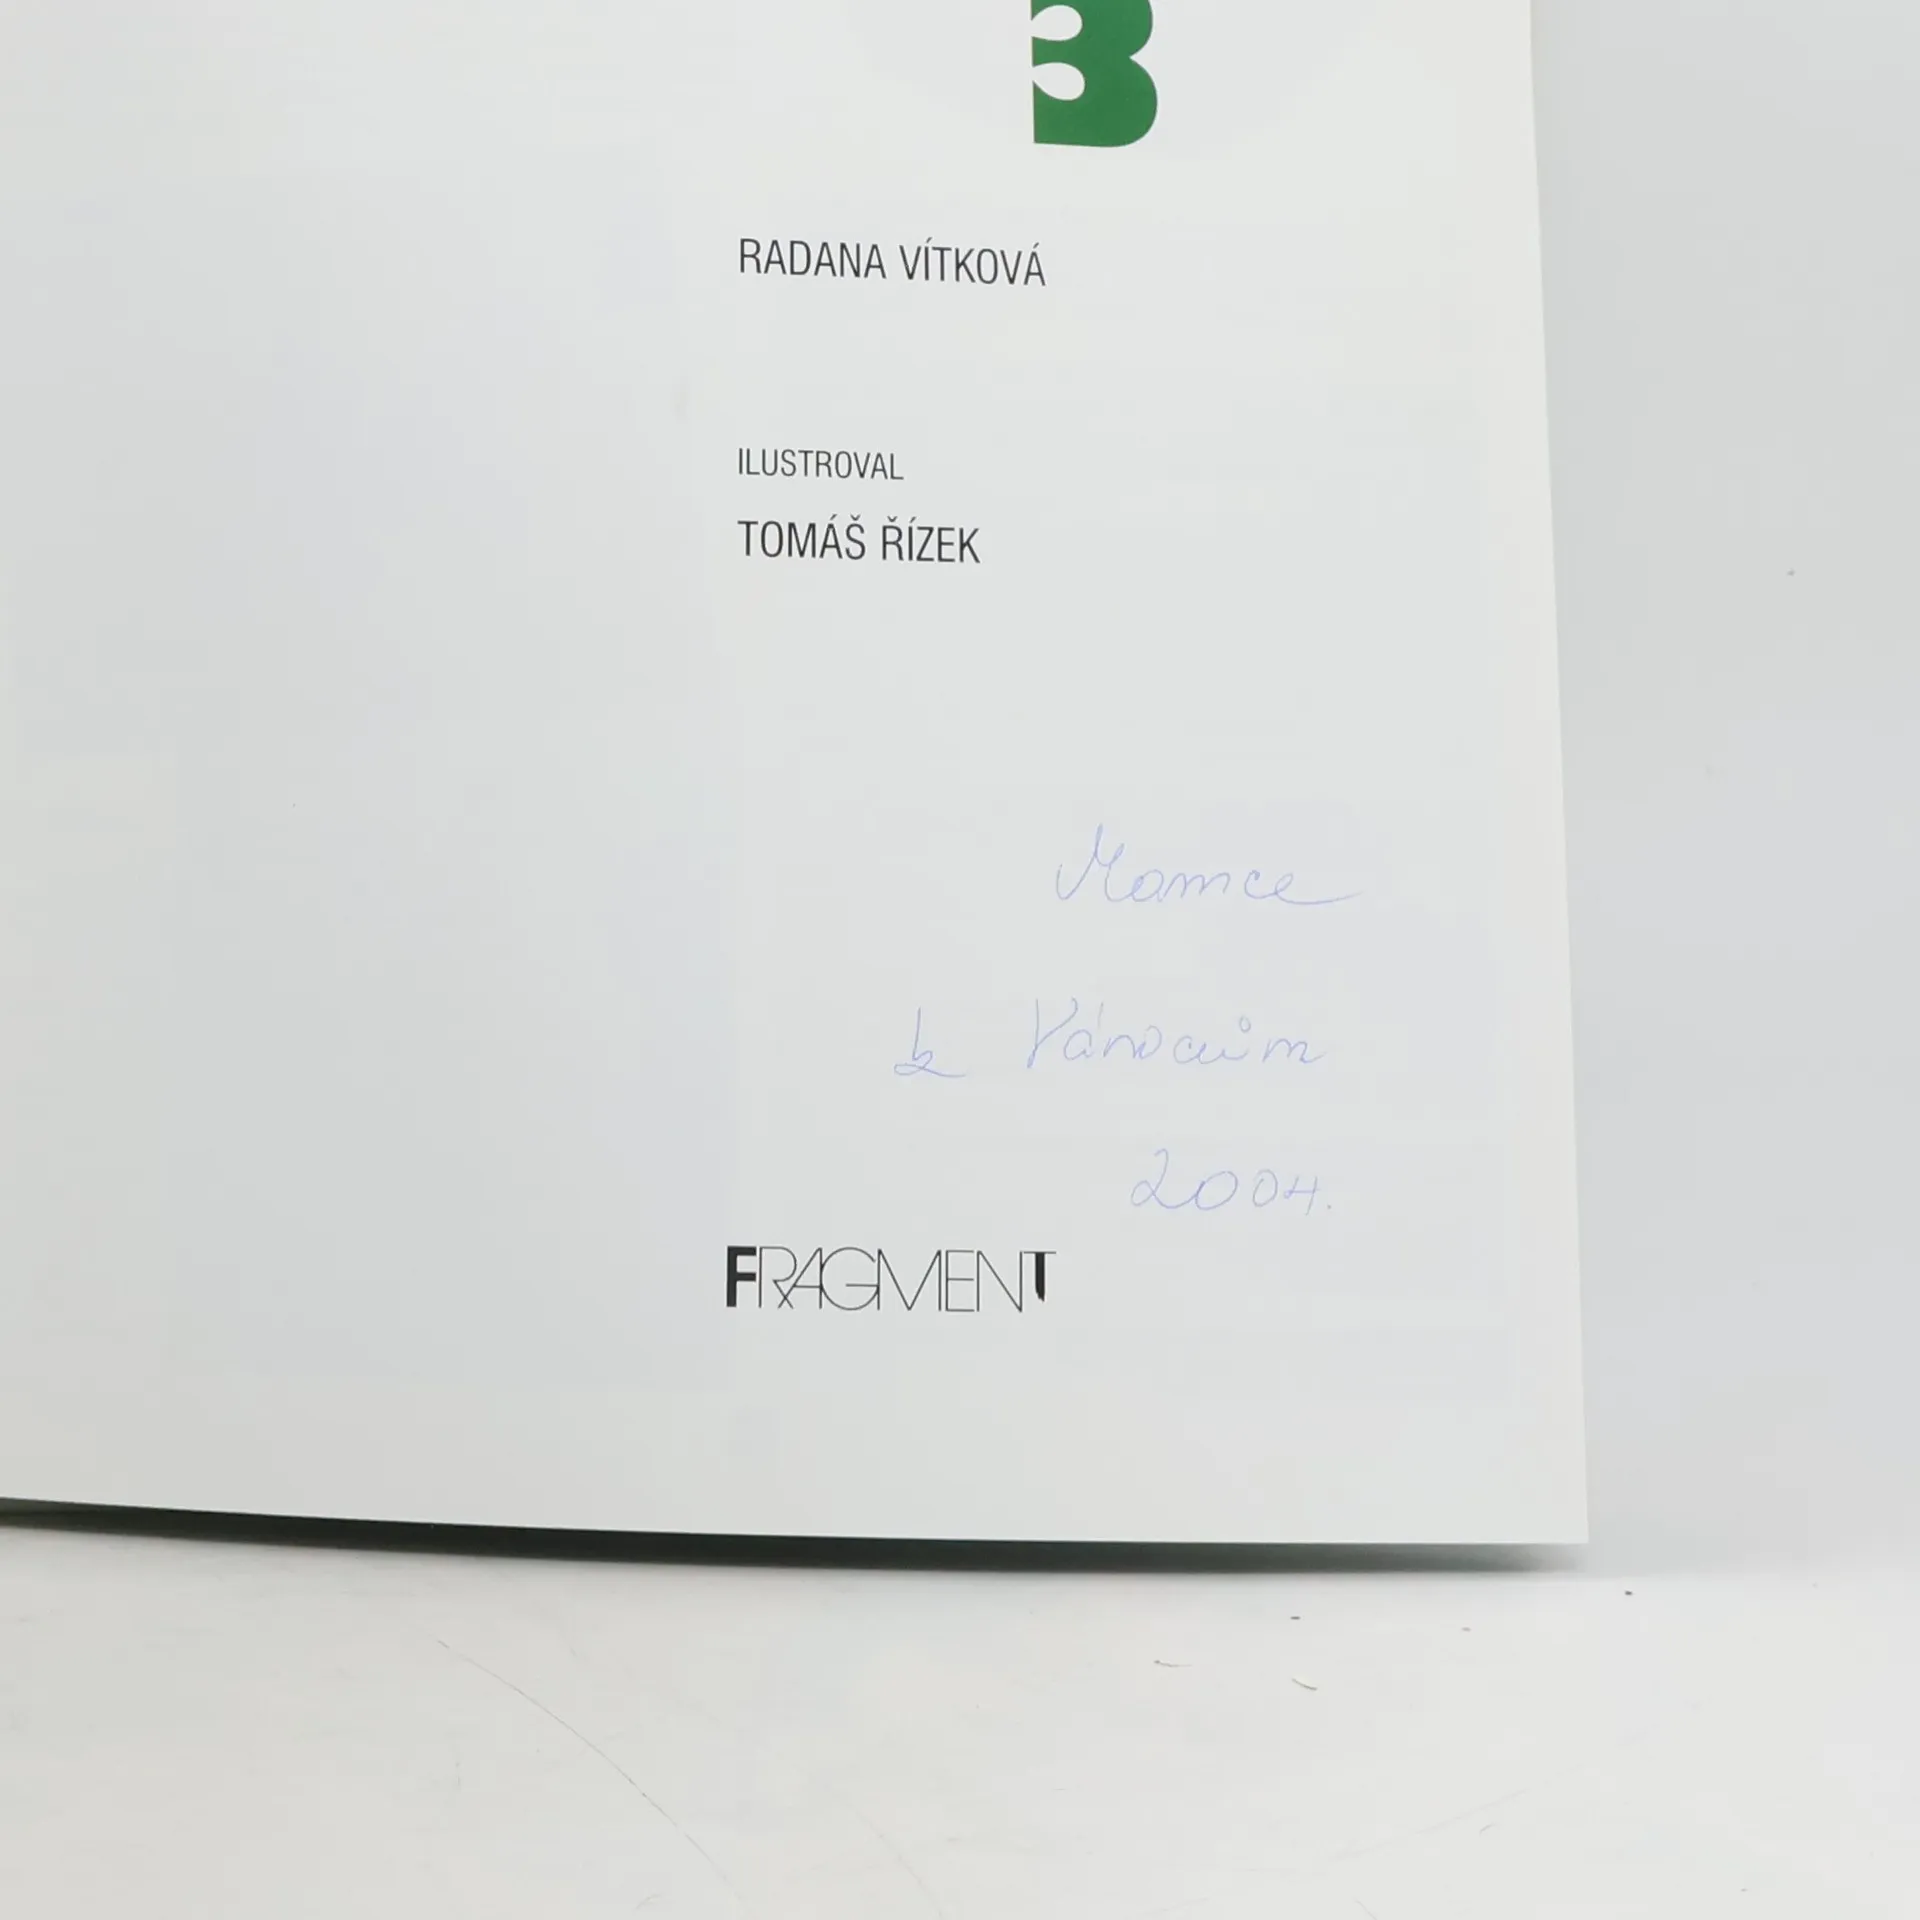 3
RADANA VÍTKOVÁ
ILUSTROVAL
TOMÁŠ ŘÍZEK
Mamce
k Vánocům
2004.
FRAGMENT